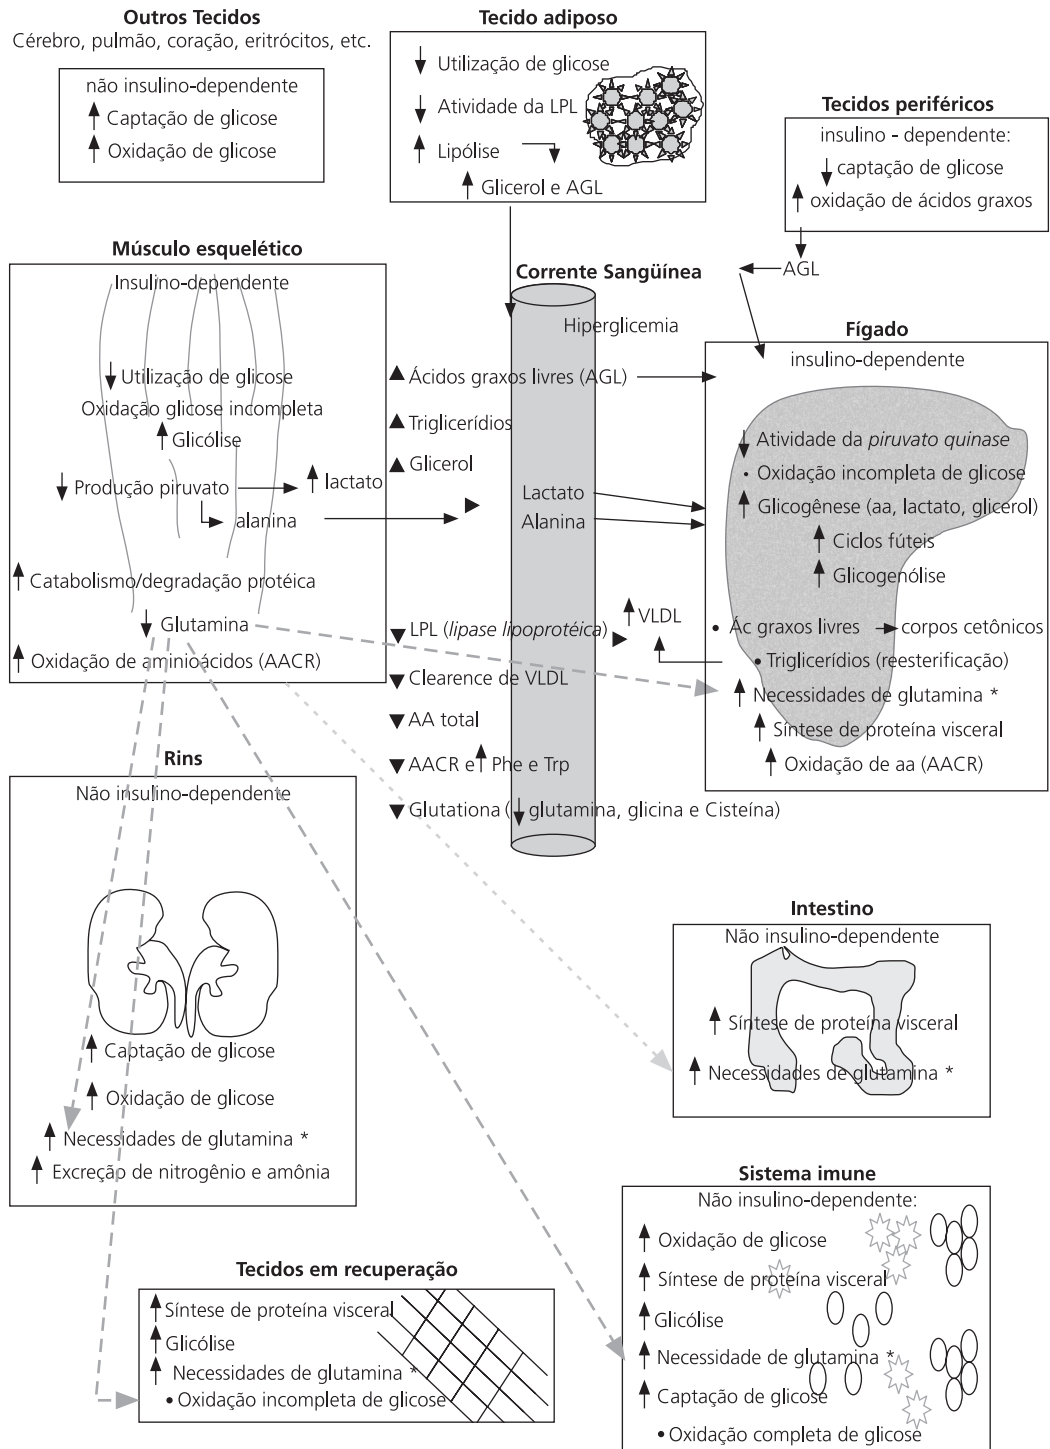 Outros Tecidos
Cérebro, pulmão, coração, eritrócitos, etc.
não insulino-dependente
Captação de glicose
Oxidação de glicose
Tecido adiposo
Utilização de glicose
Atividade da LPL
Lipólise
Glicerol e AGL
Tecidos periféricos
insulino - dependente:
captação de glicose
oxidação de ácidos graxos
AGL
Músculo esquelético
Insulino-dependente
Utilização de glicose
Oxidação glicose incompleta
Glicólise
Produção piruvato
lactato
alanina
Catabolismo/degradação protéica
Glutamina
Oxidação de aminioácidos (AACR)
Corrente Sangüínea
Hiperglicemia
Ácidos graxos livres (AGL)
Triglicerídios
Glicerol
Lactato
Alanina
VLDL
LPL (lipase lipoprotéica)
Clearence de VLDL
AA total
AACR e Phe e Trp
Glutationa ( glutamina, glicina e Cisteína)
Fígado
insulino-dependente
Atividade da piruvato quinase
• Oxidação incompleta de glicose
Glicogênese (aa, lactato, glicerol)
Ciclos fúteis
Glicogenólise
• Ác graxos livres corpos cetônicos
• Triglicerídios (reesterificação)
Necessidades de glutamina *
Síntese de proteína visceral
Oxidação de aa (AACR)
Rins
Não insulino-dependente
Captação de glicose
Oxidação de glicose
Necessidades de glutamina *
Excreção de nitrogênio e amônia
Intestino
Não insulino-dependente
Síntese de proteína visceral
Necessidades de glutamina *
Tecidos em recuperação
Síntese de proteína visceral
Glicólise
Necessidades de glutamina *
• Oxidação incompleta de glicose
Sistema imune
Não insulino-dependente:
Oxidação de glicose
Síntese de proteína visceral
Glicólise
Necessidade de glutamina *
Captação de glicose
• Oxidação completa de glicose